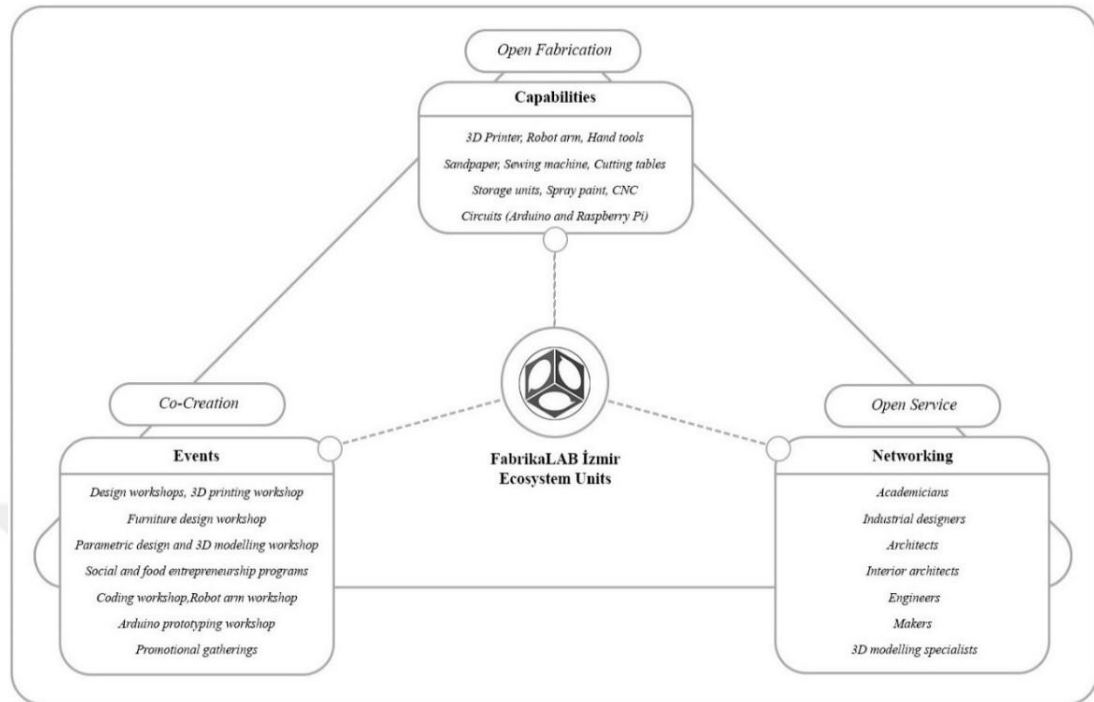 Open Fabrication
Capabilities
3D Printer, Robot arm, Hand tools
Sandpaper, Sewing machine, Cutting tables
Storage units, Spray paint, CNC
Circuits (Arduino and Raspberry Pi)
FabrikaLAB İzmir
Ecosystem Units
Co-Creation
Events
Design workshops, 3D printing workshop
Furniture design workshop
Parametric design and 3D modelling workshop
Social and food entrepreneurship programs
Coding workshop,Robot arm workshop
Arduino prototyping workshop
Promotional gatherings
Open Service
Networking
Academicians
Industrial designers
Architects
Interior architects
Engineers
Makers
3D modelling specialists